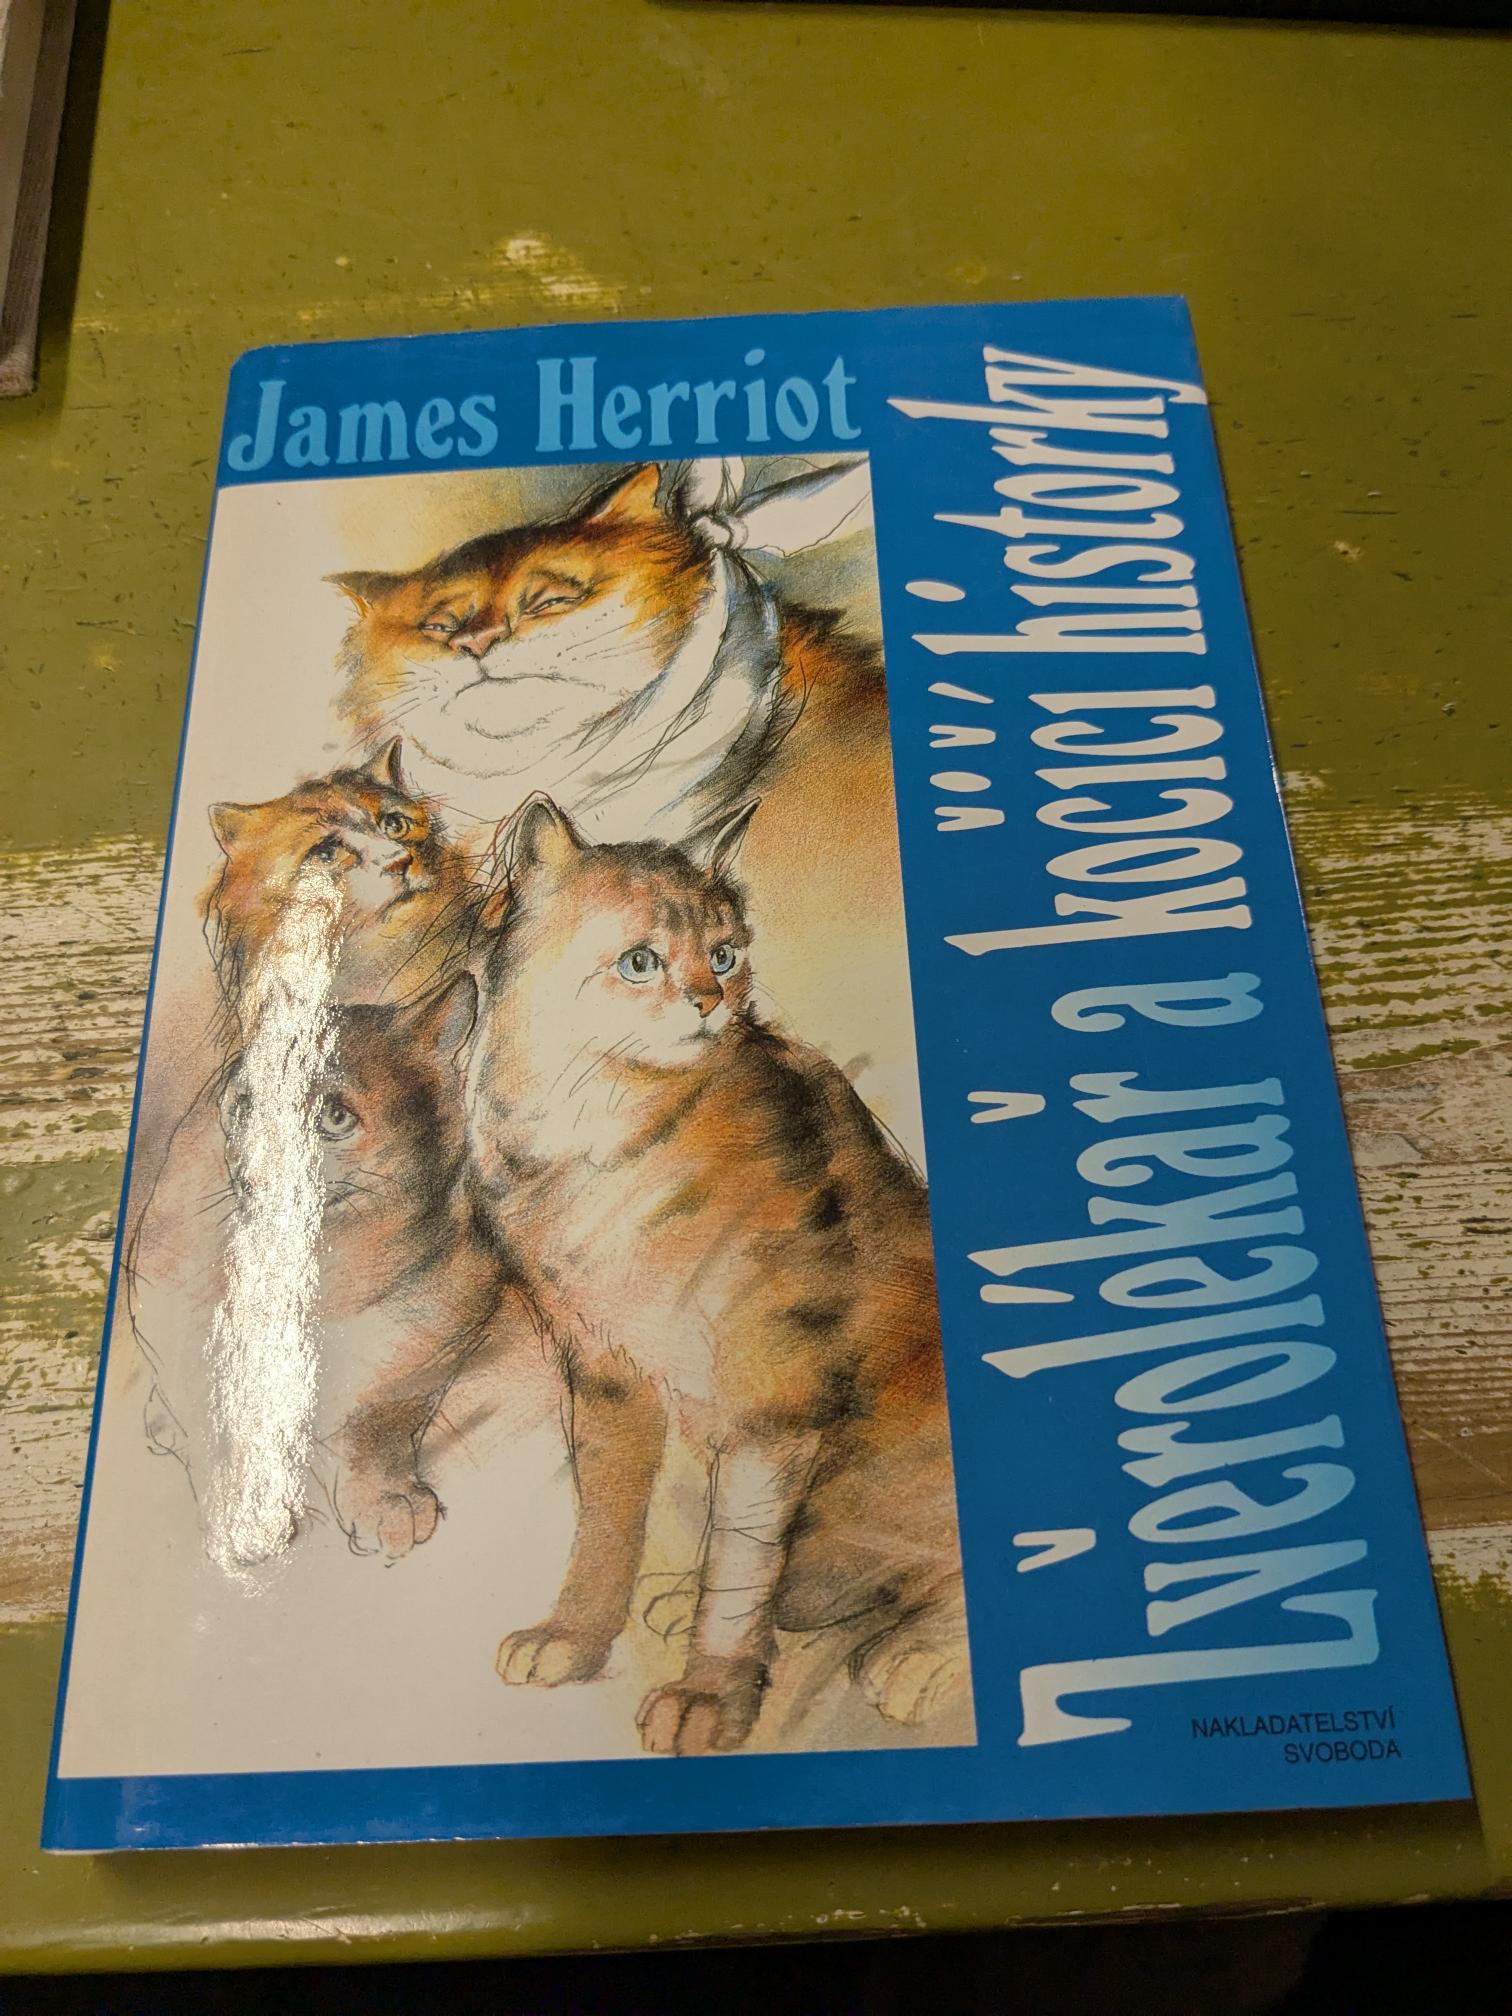 James Herriot
Zvěrolékař a kočičí historky
NAKLADATELSTVÍ
SVOBODA